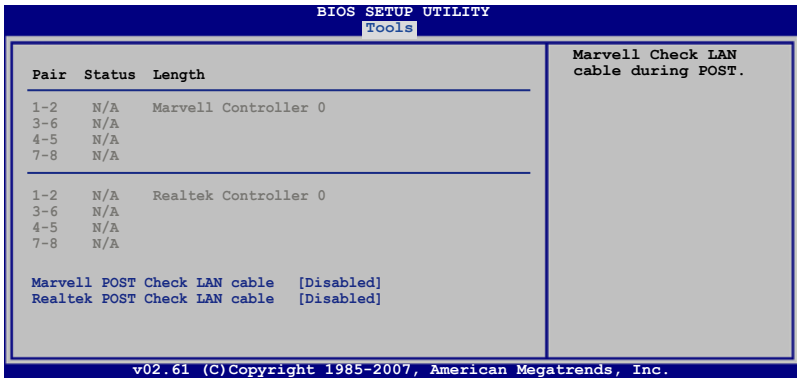 BIOS SETUP UTILITY
Tools
Pair Status Length
1-2 N/A Marvell Controller 0
3-6 N/A
4-5 N/A
7-8 N/A
1-2 N/A Realtek Controller 0
3-6 N/A
4-5 N/A
7-8 N/A
Marvell POST Check LAN cable [Disabled]
Realtek POST Check LAN cable [Disabled]
Marvell Check LAN
cable during POST.
v02.61 (C)Copyright 1985-2007, American Megatrends, Inc.